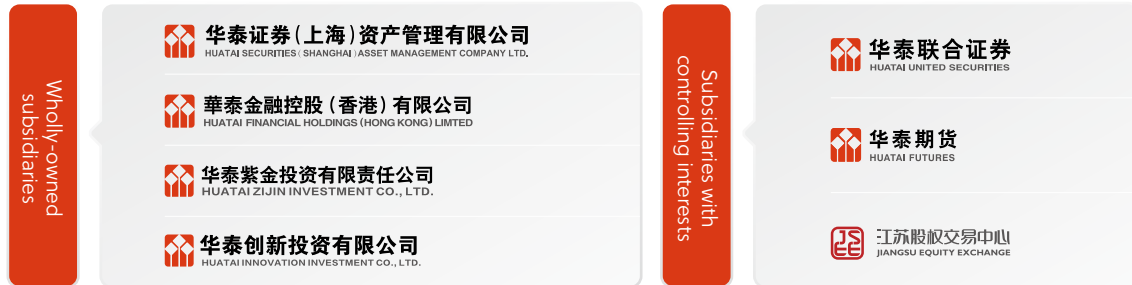 Wholly-owned
subsidiaries
华泰证券(上海)资产管理有限公司
HUATAI SECURITIES (SHANGHAI) ASSET MANAGEMENT COMPANY LTD.
華泰金融控股(香港)有限公司
HUATAI FINANCIAL HOLDINGS (HONG KONG) LIMTED
华泰紫金投资有限责任公司
HUATAI ZIJIN INVESTMENT CO., LTD.
华泰创新投资有限公司
HUATAI INNOVATION INVESTMENT CO., LTD.
Subsidiaries with
controlling interests
华泰联合证券
HUATAI UNITED SECURITIES
华泰期货
HUATAI FUTURES
JS
EE
江苏股权交易中心
JIANGSU EQUITY EXCHANGE